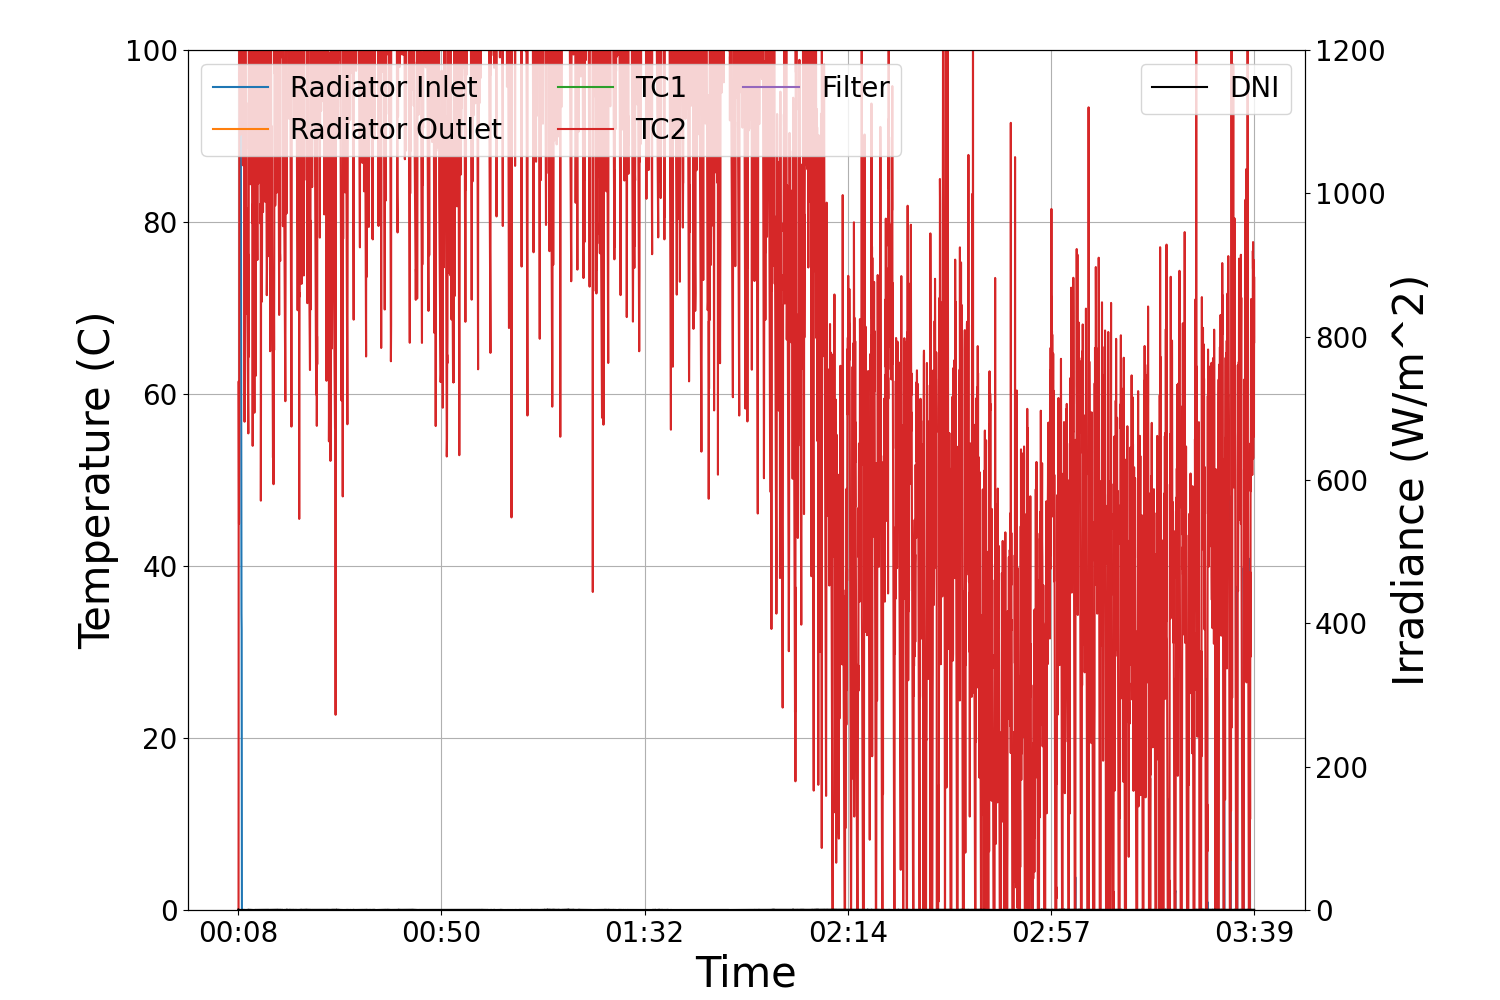 100
80
60
40
20
0
Temperature (C)
Radiator Inlet
Radiator Outlet
TC1
TC2
Filter
DNI
1200
1000
800
600
400
200
0
Irradiance (W/m^2)
00:08
00:50
01:32
02:14
02:57
03:39
Time